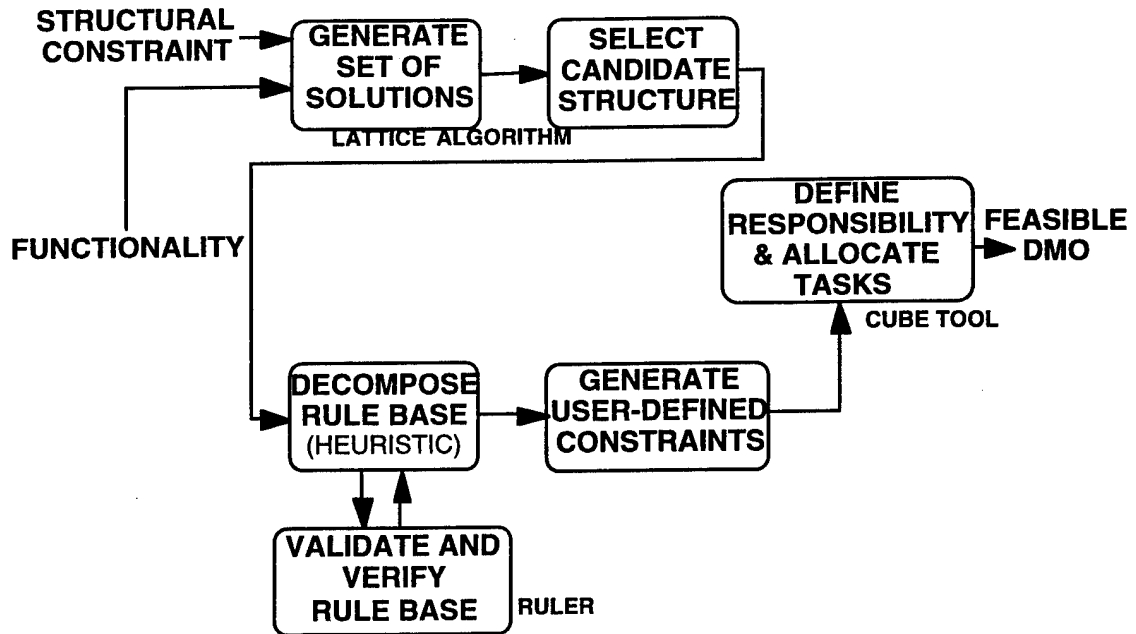 STRUCTURAL
CONSTRAINT
GENERATE
SET OF
SOLUTIONS
LATTICE ALGORITHM
SELECT
CANDIDATE
STRUCTURE
FUNCTIONALITY
DEFINE
RESPONSIBILITY
& ALLOCATE
TASKS
CUBE TOOL
FEASIBLE
DMO
DECOMPOSE
RULE BASE
(HEURISTIC)
GENERATE
USER-DEFINED
CONSTRAINTS
VALIDATE AND
VERIFY
RULE BASE
RULER